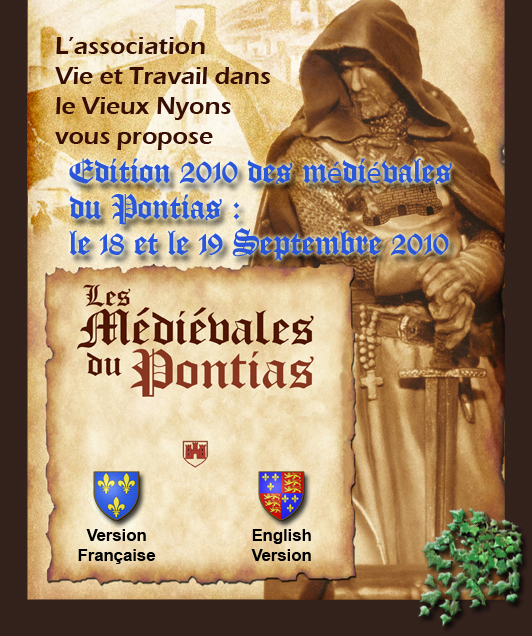 L'association
Vie et Travail dans
le Vieux Nyons
vous propose
Edition 2010 des médiévales
du Pontias :
le 18 et le 19 Septembre 2010
Les
Médiévales
du Pontias
Version
Française
English
Version